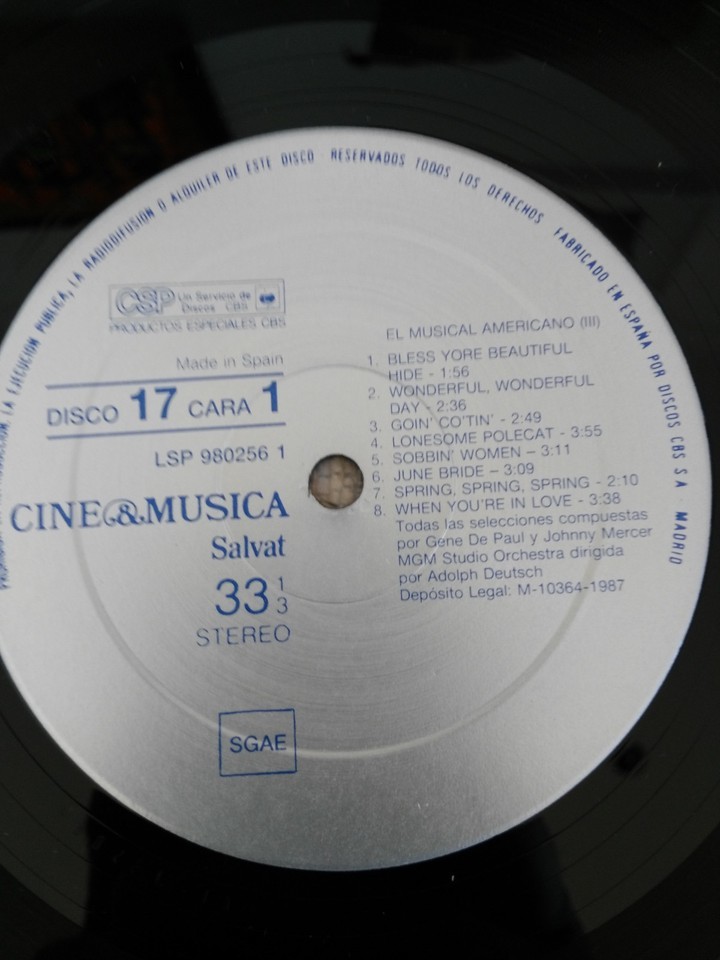 LA EJECUCION PUBLICA, LA RADIODIFUSION O ALQUILER DE ESTE DISCO · RESERVADOS TODOS LOS DERECHOS FABRICADO EN ESPAÑA POR DISCOS CBS S A · MADRID
CSP Un Servicio de
Discos CBS
PRODUCTOS ESPECIALES CBS
Made in Spain
DISCO 17 CARA 1
LSP 980256 1
CINE&MUSICA
Salvat
33 1/3
STEREO
SGAE
EL MUSICAL AMERICANO (III)
1. BLESS YORE BEAUTIFUL
HIDE - 1:56
2. WONDERFUL, WONDERFUL
DAY - 2:36
3. GOIN' CO'TIN' - 2:49
4. LONESOME POLECAT - 3:55
5. SOBBIN' WOMEN - 3:11
6. JUNE BRIDE - 3:09
7. SPRING, SPRING, SPRING - 2:10
8. WHEN YOU'RE IN LOVE - 3:38
Todas las selecciones compuestas
por Gene De Paul y Johnny Mercer
MGM Studio Orchestra dirigida
por Adolph Deutsch
Depósito Legal: M-10364-1987